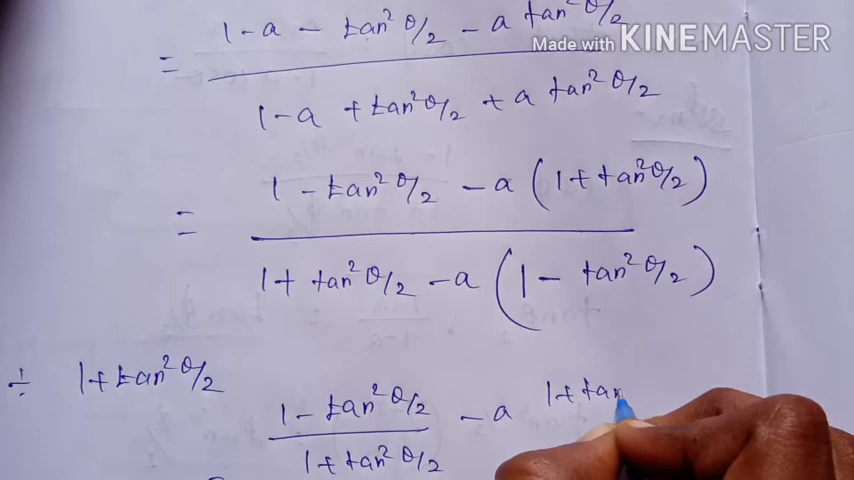 1 - a - tan² θ/2 - a tan² θ/2
Made with KINEMASTER
=
1 - a + tan² θ/2 + a tan² θ/2
1 - tan² θ/2 - a (1 + tan² θ/2)
=
1 + tan² θ/2 - a (1 - tan² θ/2)
÷ 1 + tan² θ/2
1 - tan² θ/2 - a 1 + tan
1 + tan² θ/2